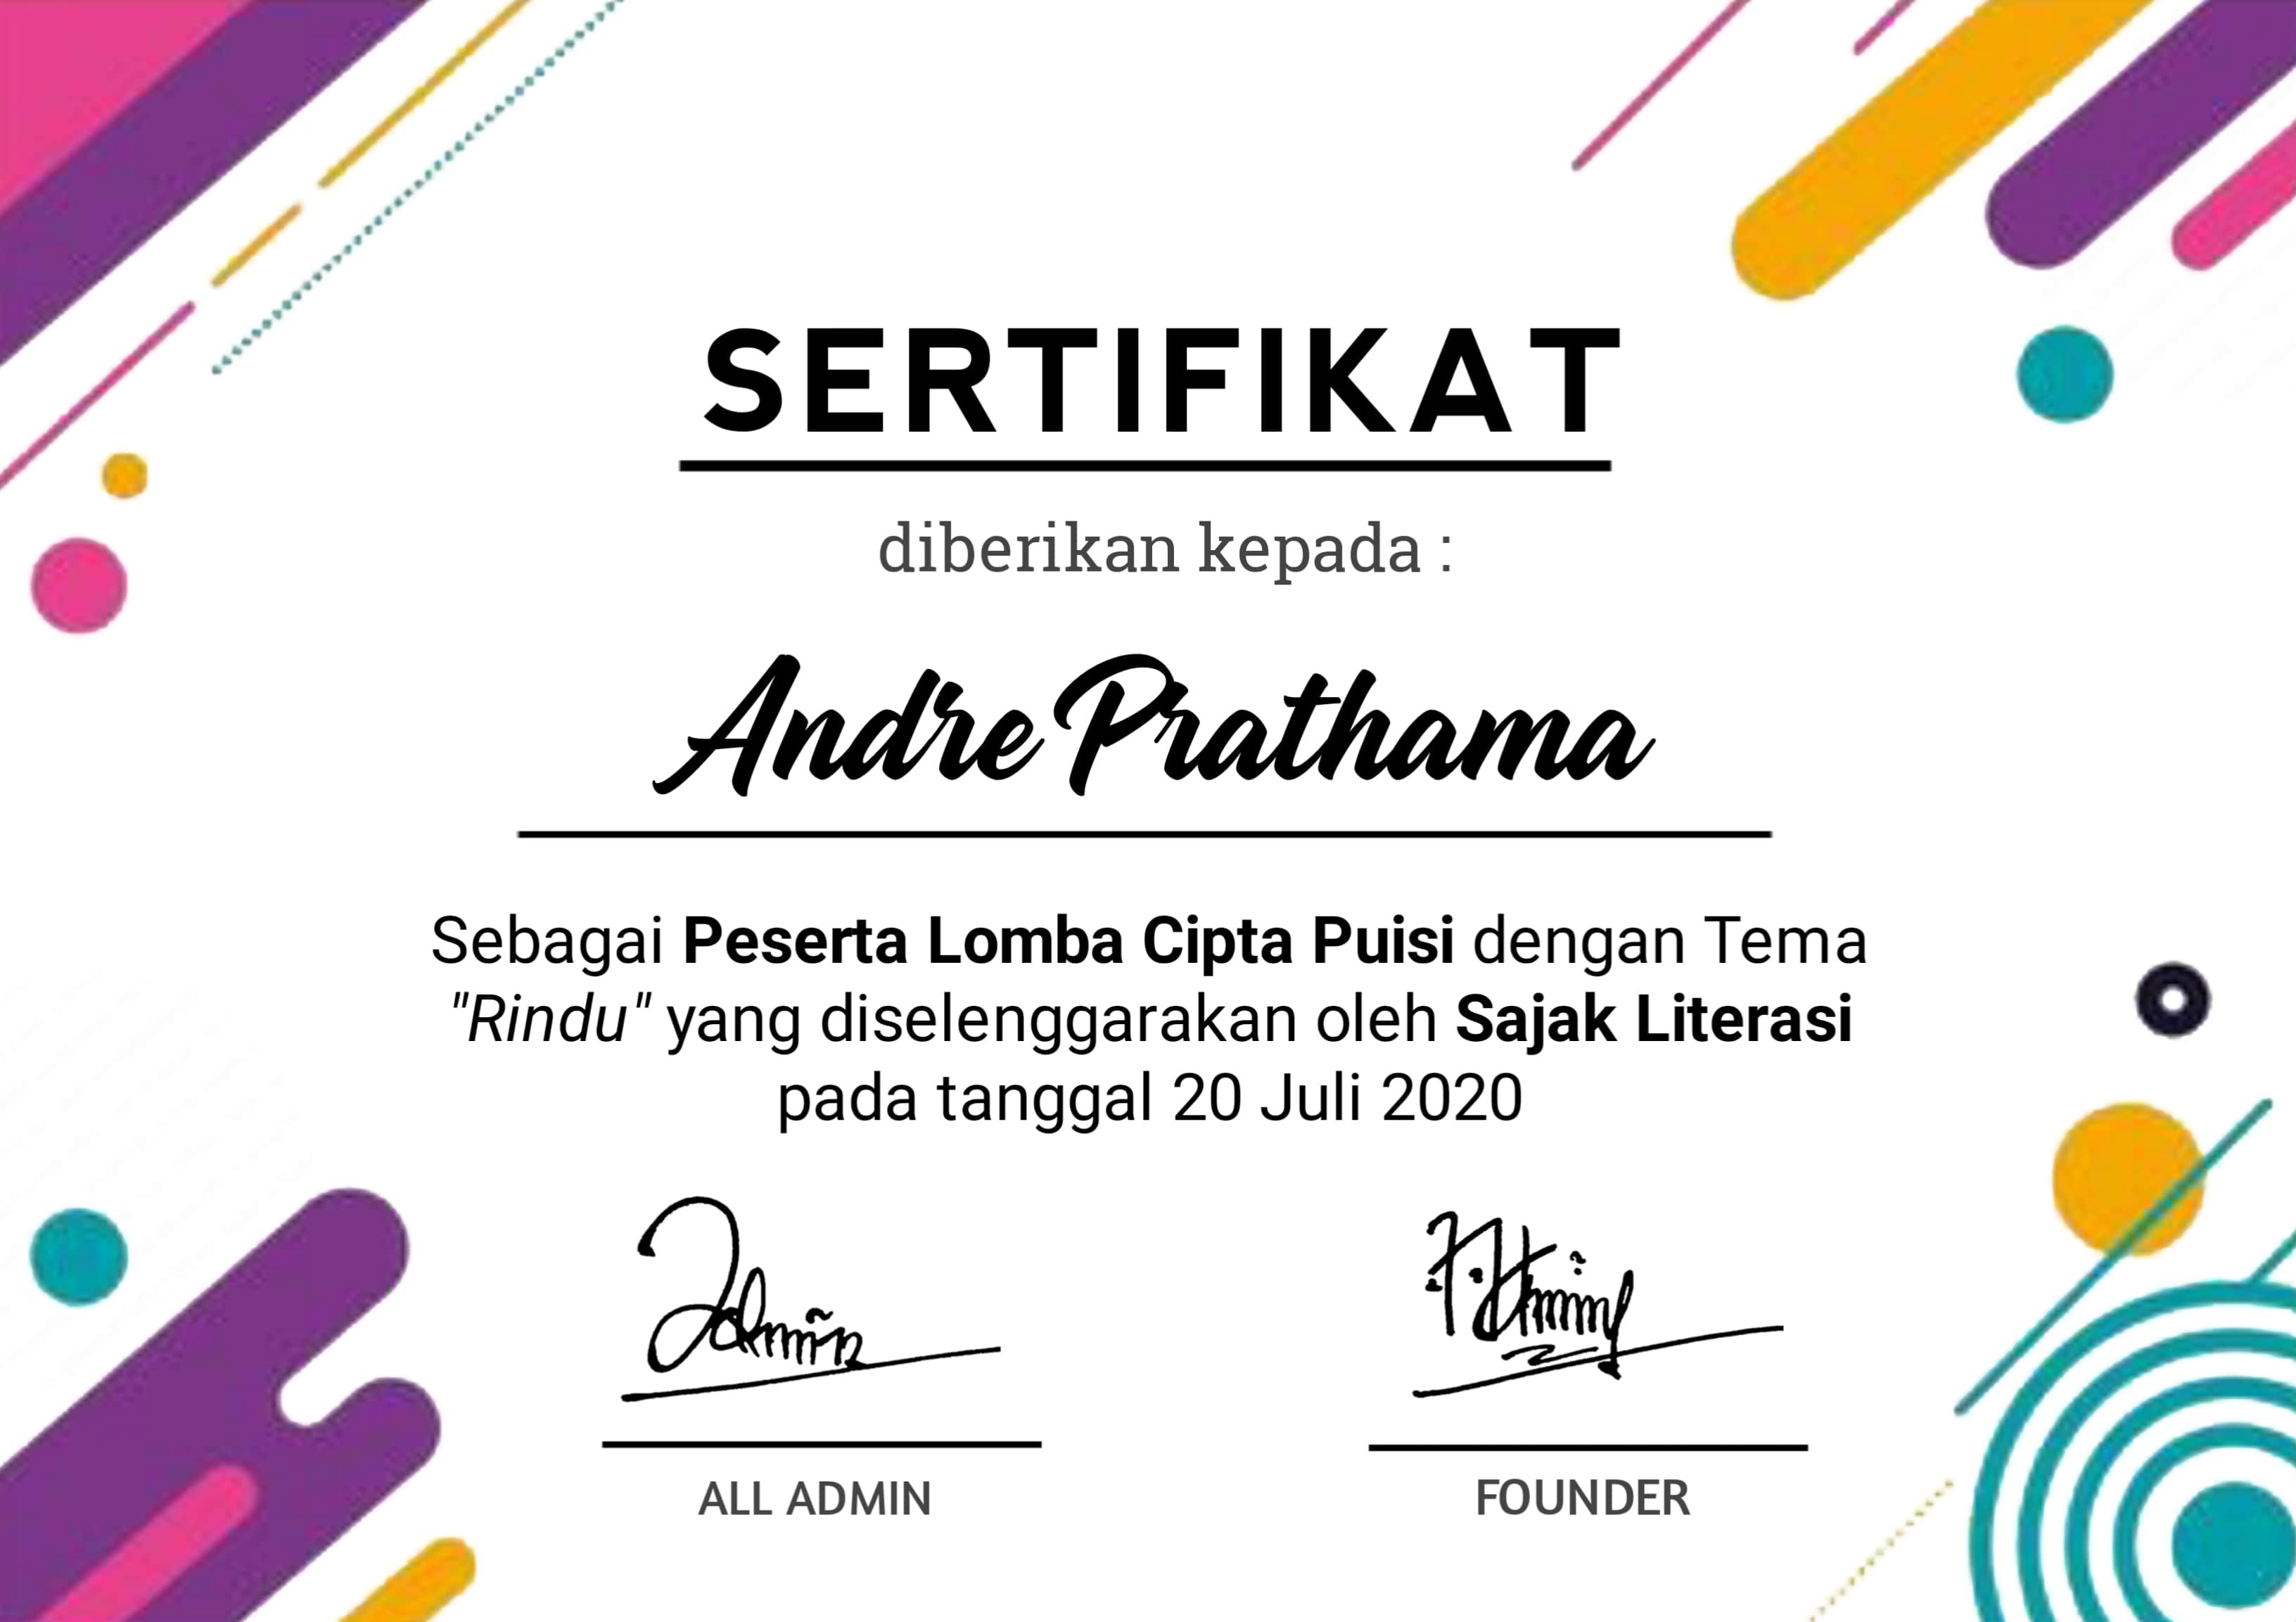 SERTIFIKAT
diberikan kepada :
Andre Prathama
Sebagai Peserta Lomba Cipta Puisi dengan Tema
"Rindu" yang diselenggarakan oleh Sajak Literasi
pada tanggal 20 Juli 2020
ALL ADMIN
FOUNDER